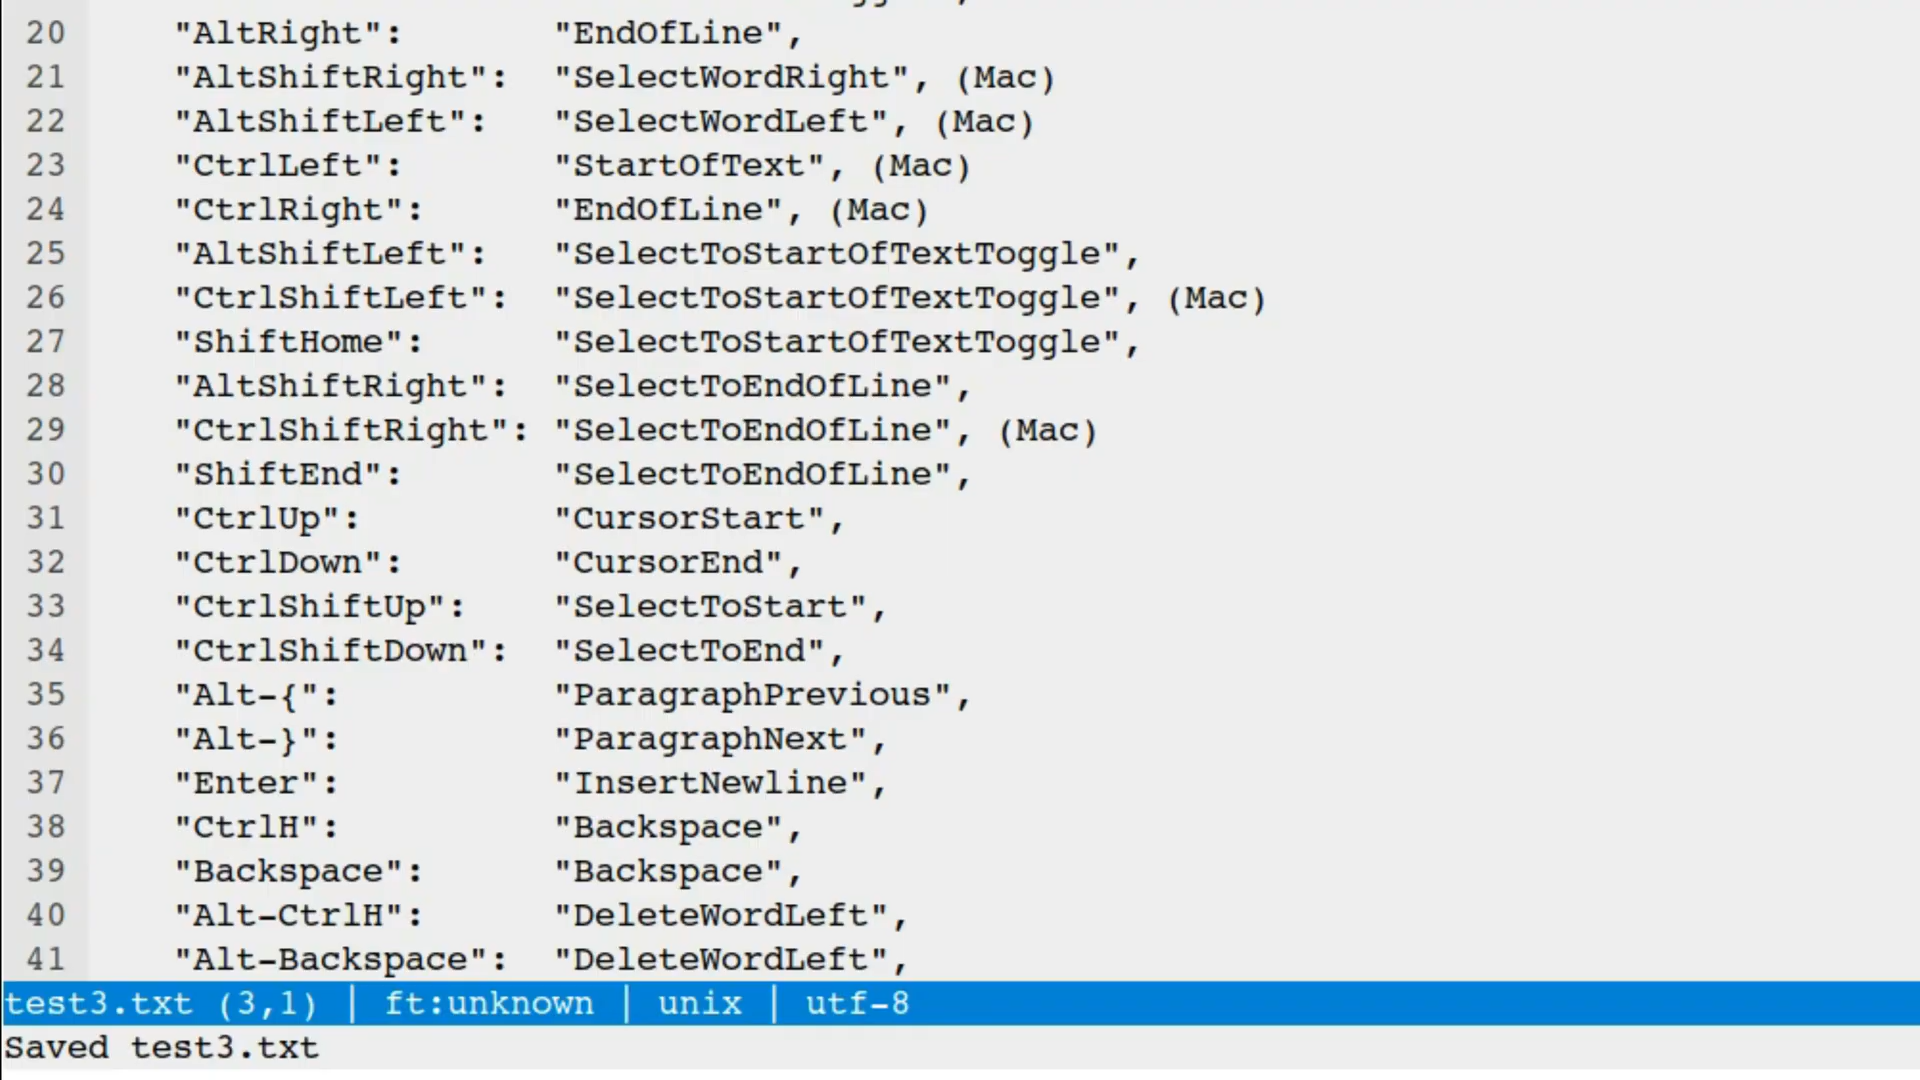 20 "AltRight": "EndOfLine",
21 "AltShiftRight": "SelectWordRight", (Mac)
22 "AltShiftLeft": "SelectWordLeft", (Mac)
23 "CtrlLeft": "StartOfText", (Mac)
24 "CtrlRight": "EndOfLine", (Mac)
25 "AltShiftLeft": "SelectToStartOfTextToggle",
26 "CtrlShiftLeft": "SelectToStartOfTextToggle", (Mac)
27 "ShiftHome": "SelectToStartOfTextToggle",
28 "AltShiftRight": "SelectToEndOfLine",
29 "CtrlShiftRight": "SelectToEndOfLine", (Mac)
30 "ShiftEnd": "SelectToEndOfLine",
31 "CtrlUp": "CursorStart",
32 "CtrlDown": "CursorEnd",
33 "CtrlShiftUp": "SelectToStart",
34 "CtrlShiftDown": "SelectToEnd",
35 "Alt-{": "ParagraphPrevious",
36 "Alt-}": "ParagraphNext",
37 "Enter": "InsertNewline",
38 "CtrlH": "Backspace",
39 "Backspace": "Backspace",
40 "Alt-CtrlH": "DeleteWordLeft",
41 "Alt-Backspace": "DeleteWordLeft",
test3.txt (3,1) | ft:unknown | unix | utf-8
Saved test3.txt